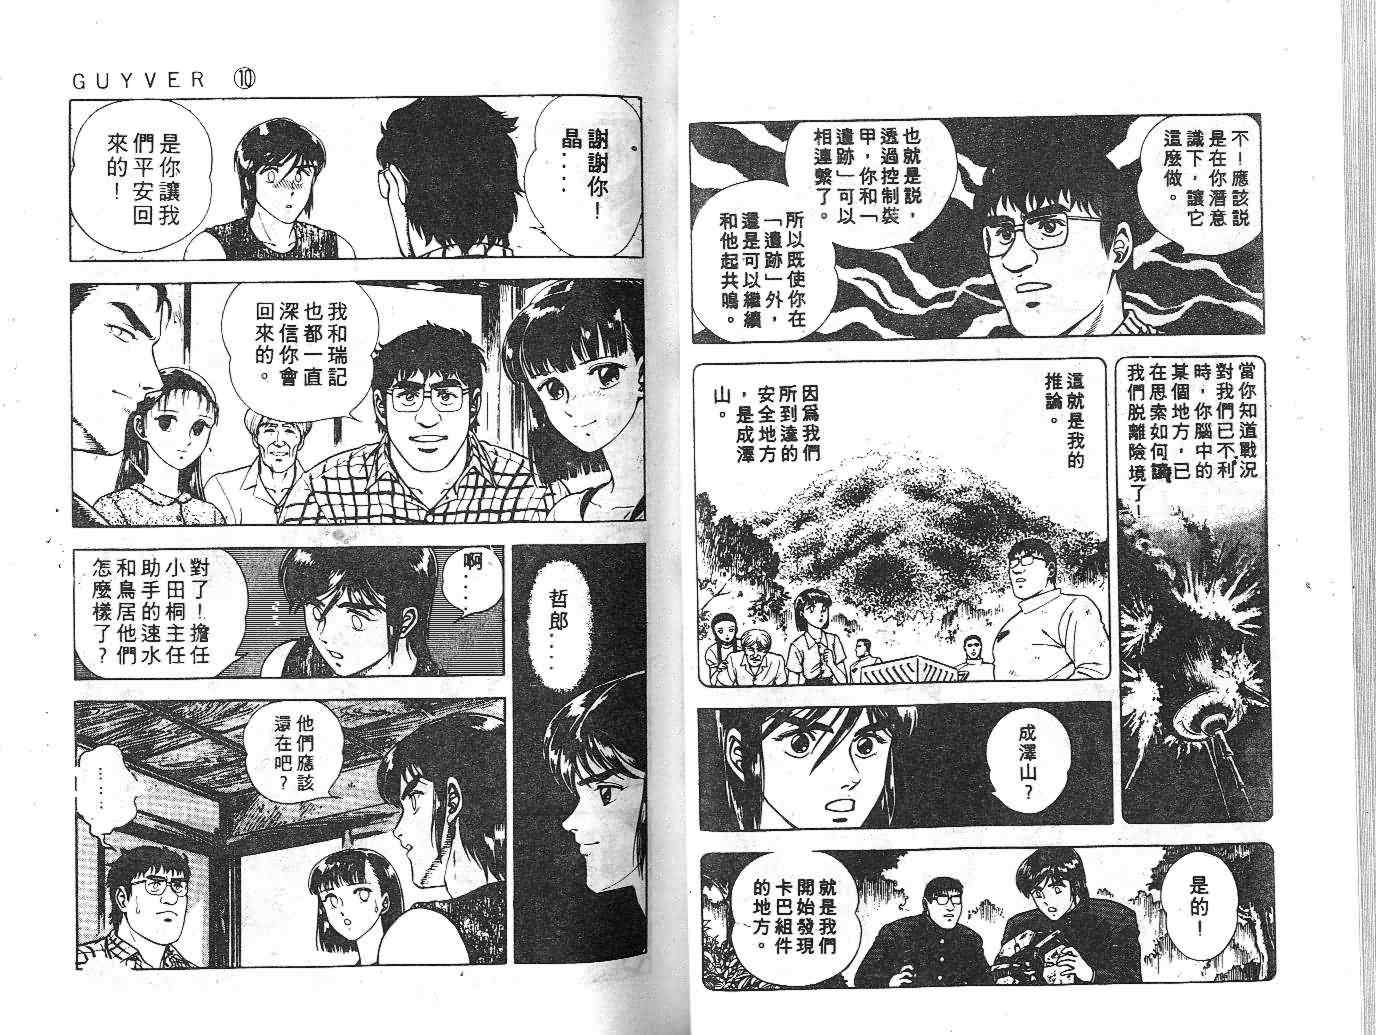 不！應該說
是在你潛意
識下，讓它
這麼做。
也就是說，
透過控制裝
甲，你和「
遺跡」可以
相連繫了。
所以既使你在
「遺跡」外，
還是可以繼續
和他起共鳴。
當你知道戰況
對我們已不利
時，你腦中的
某個地方，已
在思索如何讓
我們脫離險境了！
這就是我的
推論。
因爲我們
所到達的
安全地方
，是成澤
山。
成澤山？
是的！
就是我們
開始發現
卡巴組件
的地方。
GUYVER ⑩
謝謝你！
晶‥‥
是你讓我
們平安回
來的！
我和瑞記
也都一直
深信你會
回來的。
哲郎‥‥
啊‥‥
對了！擔任
小田桐主任
助手的速水
和鳥居他們
怎麼樣了？
他們應該
還在吧？
‥‥‥